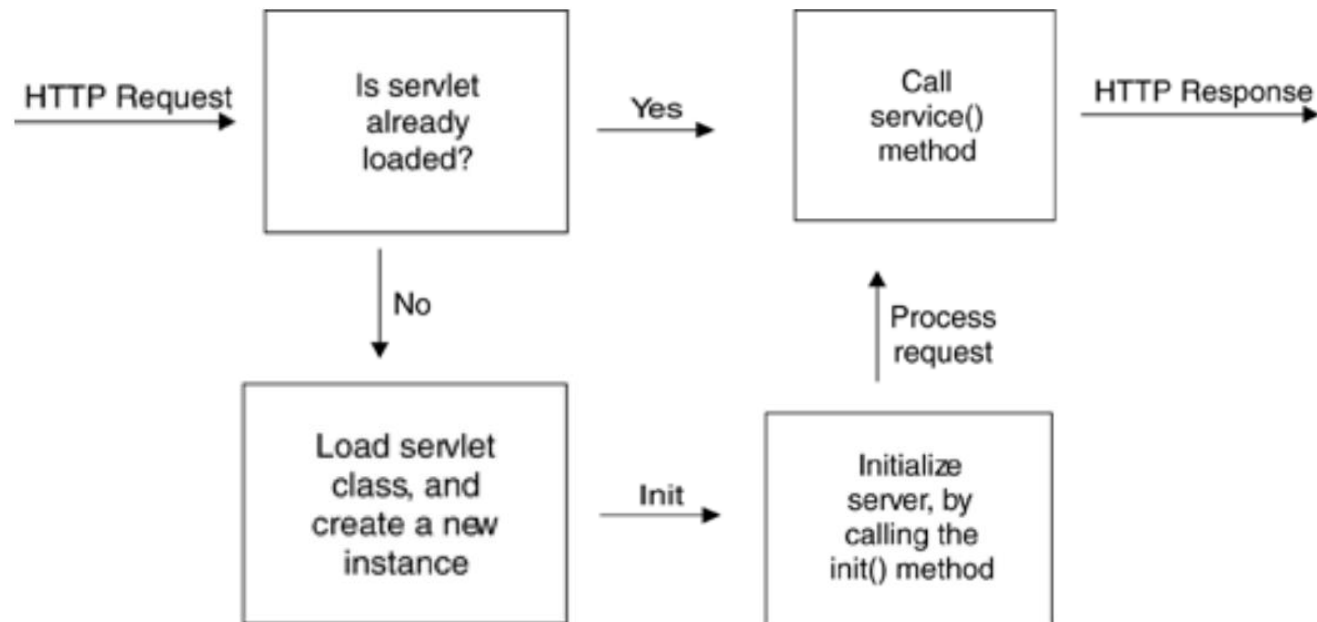 HTTP Request
Is servlet
already
loaded?
Yes
Call
service()
method
HTTP Response
No
Process
request
Load servlet
class, and
create a new
instance
Init
Initialize
server, by
calling the
init() method